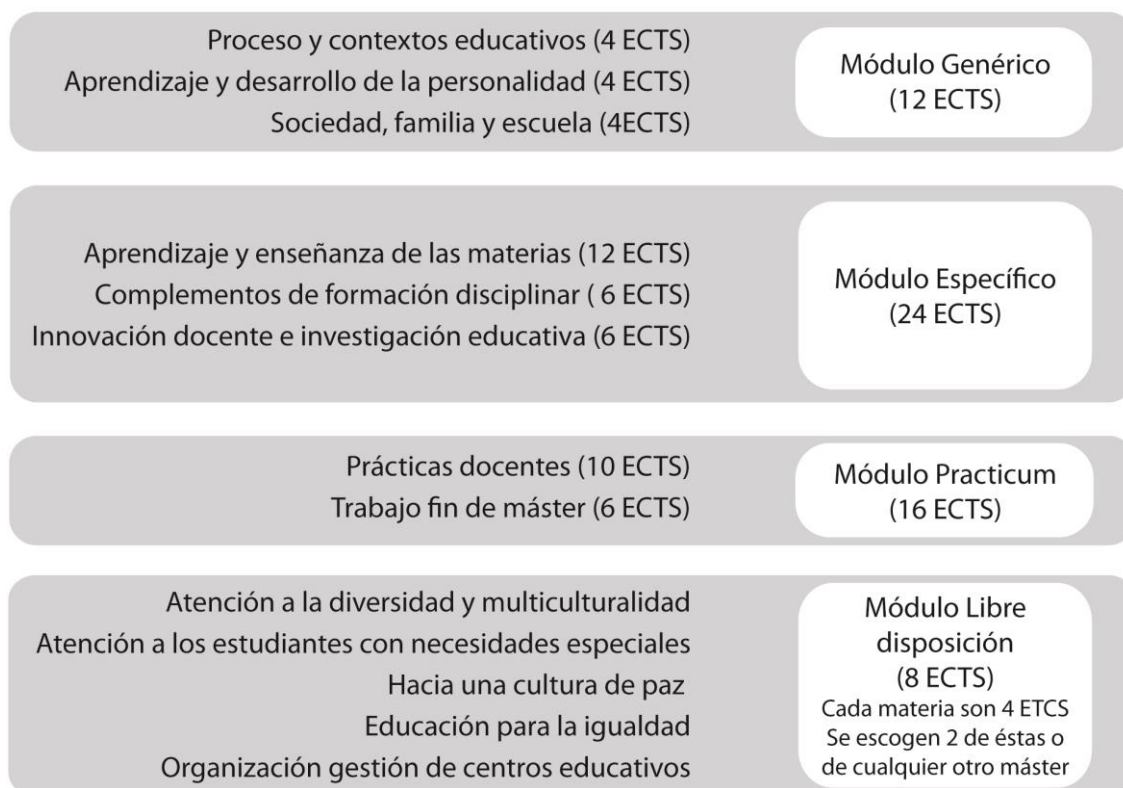 Proceso y contextos educativos (4 ECTS)
Aprendizaje y desarrollo de la personalidad (4 ECTS)
Sociedad, familia y escuela (4ECTS)
Módulo Genérico
(12 ECTS)
Aprendizaje y enseñanza de las materias (12 ECTS)
Complementos de formación disciplinar ( 6 ECTS)
Innovación docente e investigación educativa (6 ECTS)
Módulo Específico
(24 ECTS)
Prácticas docentes (10 ECTS)
Trabajo fin de máster (6 ECTS)
Módulo Practicum
(16 ECTS)
Atención a la diversidad y multiculturalidad
Atención a los estudiantes con necesidades especiales
Hacia una cultura de paz
Educación para la igualdad
Organización gestión de centros educativos
Módulo Libre
disposición
(8 ECTS)
Cada materia son 4 ETCS
Se escogen 2 de éstas o
de cualquier otro máster